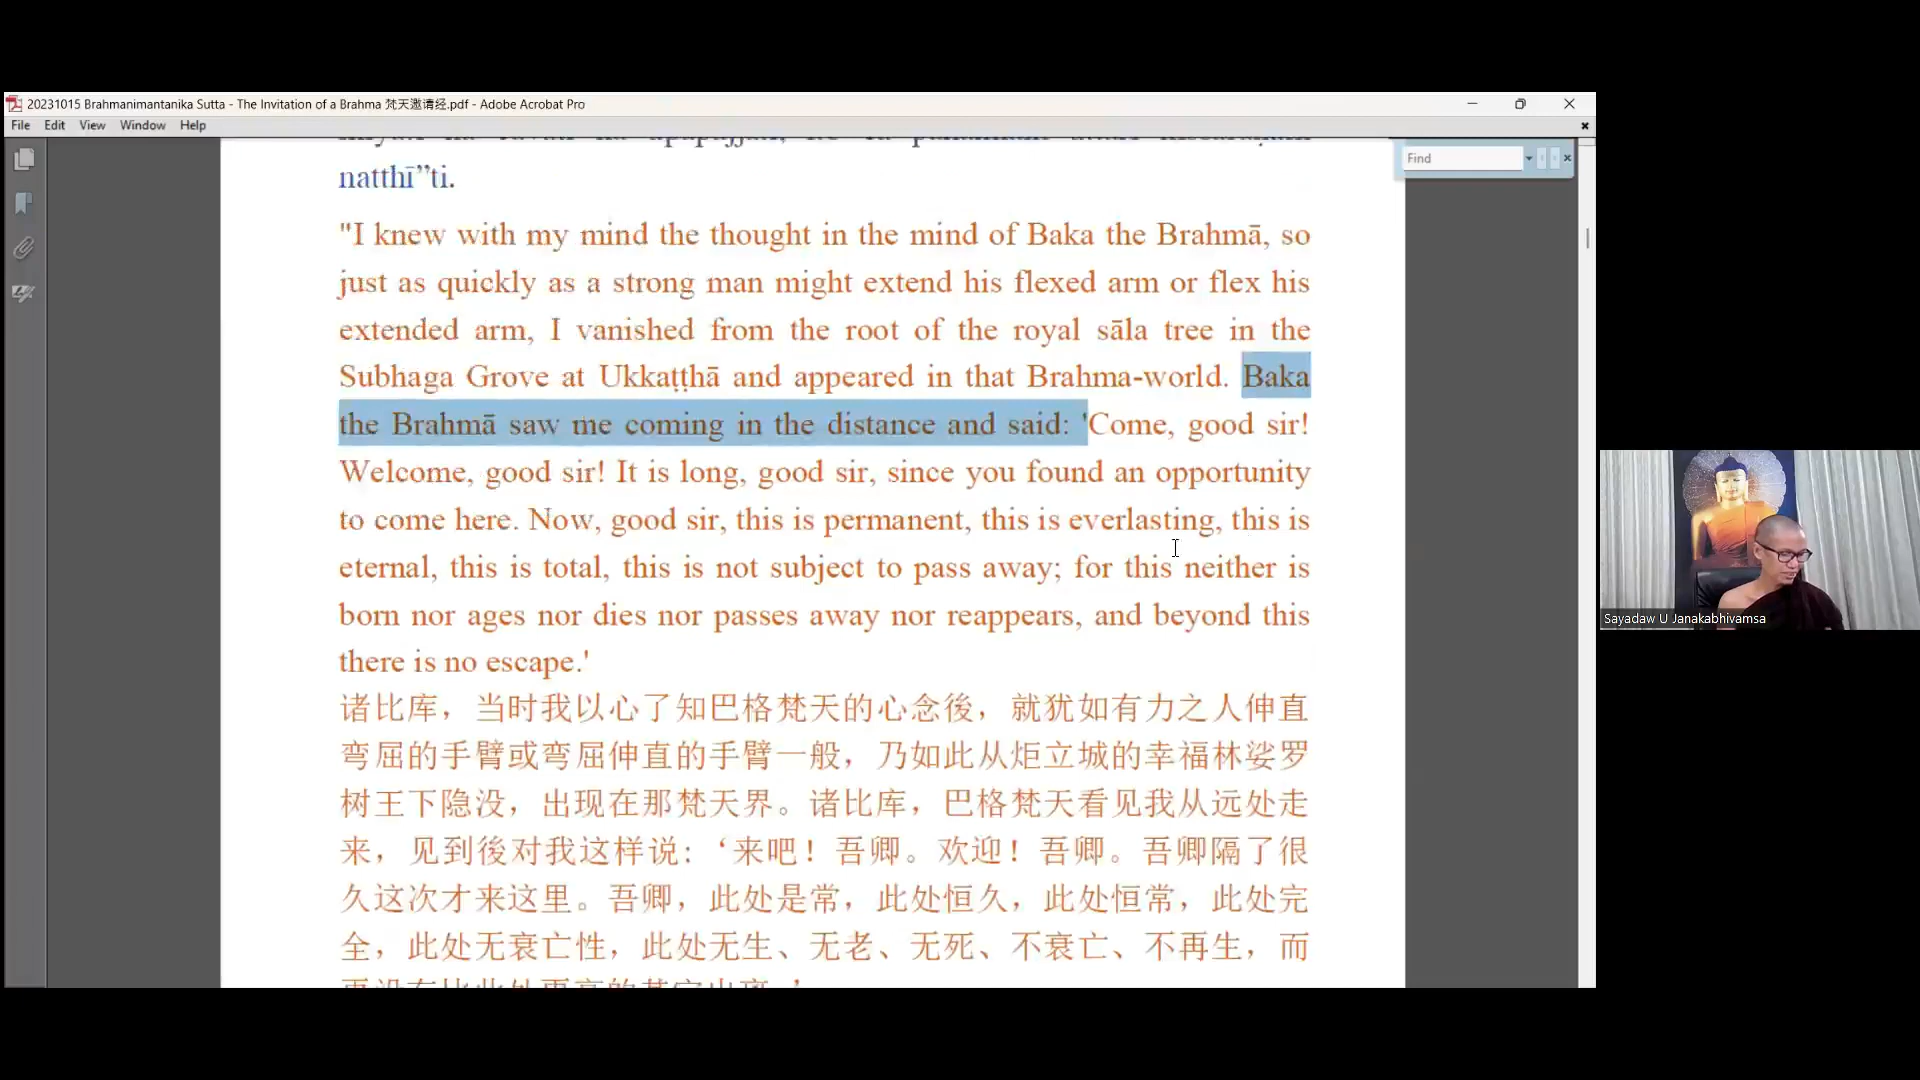 20231015 Brahmanimantanika Sutta - The Invitation of a Brahma 梵天邀请经.pdf - Adobe Acrobat Pro
File Edit View Window Help
Find
natthī”ti.
"I knew with my mind the thought in the mind of Baka the Brahmā, so
just as quickly as a strong man might extend his flexed arm or flex his
extended arm, I vanished from the root of the royal sāla tree in the
Subhaga Grove at Ukkaṭṭhā and appeared in that Brahma-world. Baka
the Brahmā saw me coming in the distance and said: 'Come, good sir!
Welcome, good sir! It is long, good sir, since you found an opportunity
to come here. Now, good sir, this is permanent, this is everlasting, this is
eternal, this is total, this is not subject to pass away; for this neither is
born nor ages nor dies nor passes away nor reappears, and beyond this
there is no escape.'
诸比库，当时我以心了知巴格梵天的心念後，就犹如有力之人伸直
弯屈的手臂或弯屈伸直的手臂一般，乃如此从炬立城的幸福林娑罗
树王下隐没，出现在那梵天界。诸比库，巴格梵天看见我从远处走
来，见到後对我这样说：‘来吧！吾卿。欢迎！吾卿。吾卿隔了很
久这次才来这里。吾卿，此处是常，此处恒久，此处恒常，此处完
全，此处无衰亡性，此处无生、无老、无死、不衰亡、不再生，而
Sayadaw U Janakabhivamsa